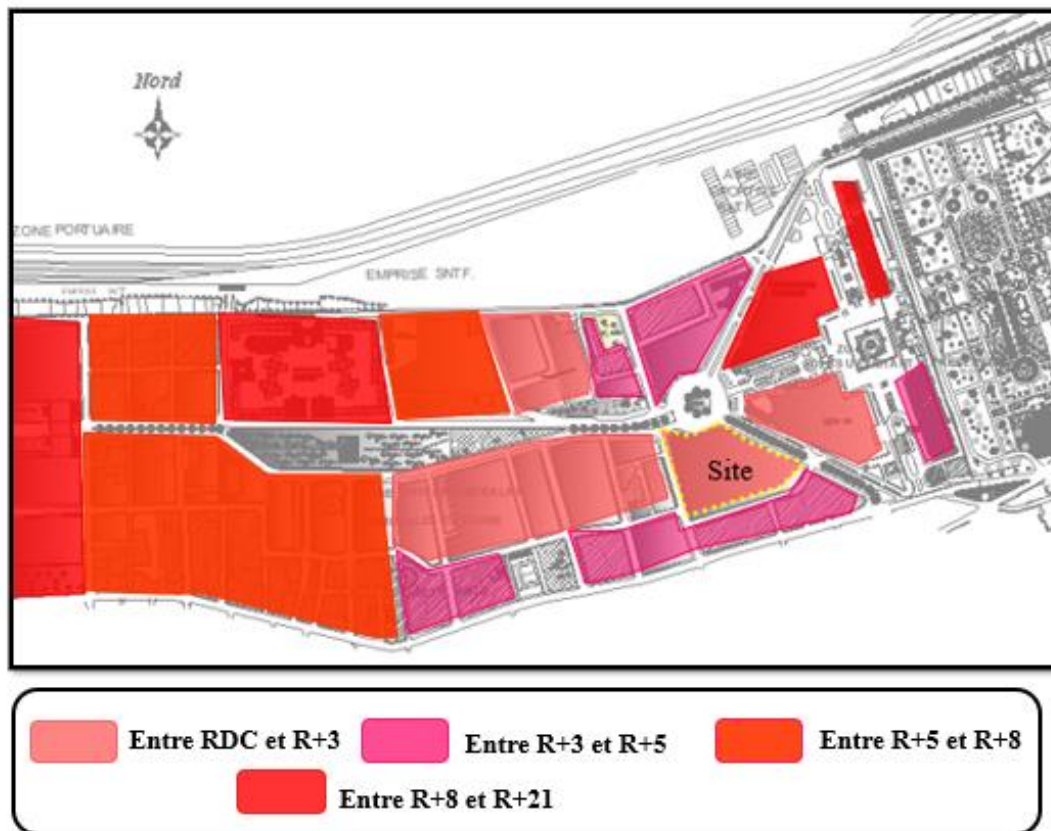 Nord
ZONE PORTUAIRE
EMPRISE SNTF.
Site
Entre RDC et R+3
Entre R+3 et R+5
Entre R+5 et R+8
Entre R+8 et R+21